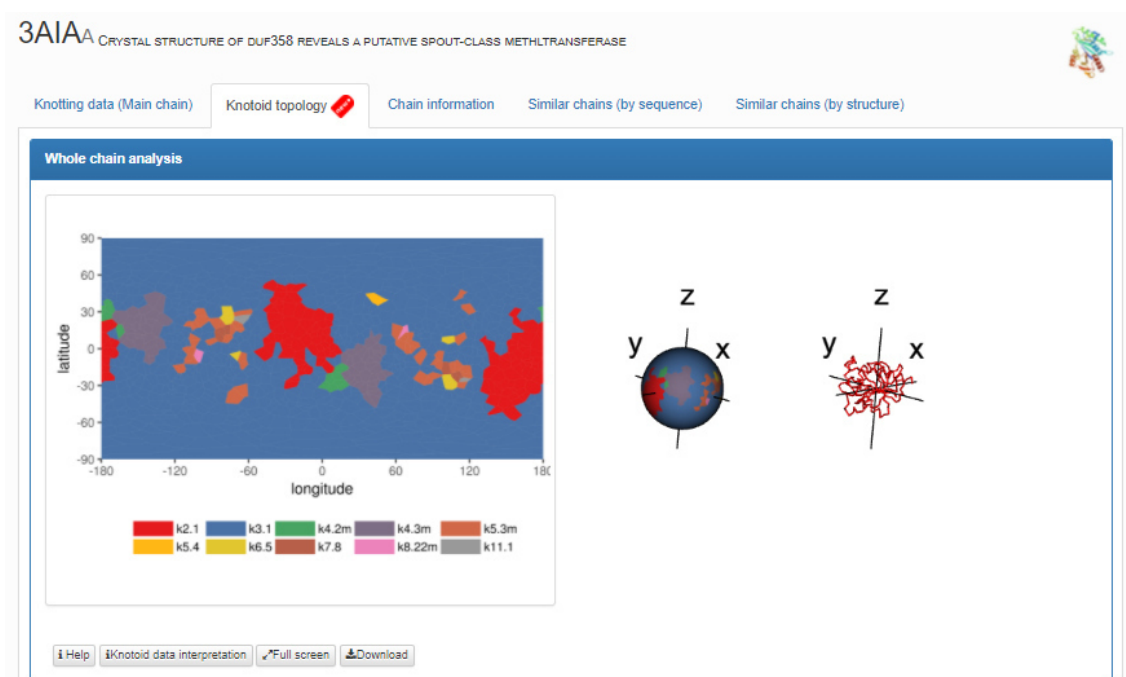 3AIAA CRYSTAL STRUCTURE OF DUF358 REVEALS A PUTATIVE SPOUT-CLASS METHLTRANSFERASE
Knotting data (Main chain) Knotoid topology Chain information Similar chains (by sequence) Similar chains (by structure)
Whole chain analysis
90
60
30
0
-30
-60
-90
latitude
-180 -120 -60 0 60 120 180
longitude
k2.1 k3.1 k4.2m k4.3m k5.3m
k5.4 k6.5 k7.8 k8.22m k11.1
z
y x
z
y x
i Help iKnotoid data interpretation Full screen Download